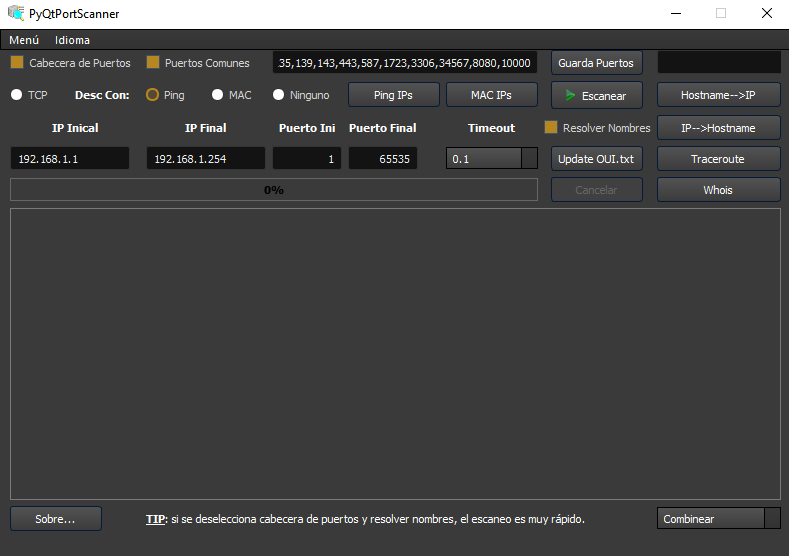 PyQtPortScanner
Menú Idioma
Cabecera de Puertos Puertos Comunes 35,139,143,443,587,1723,3306,34567,8080,10000 Guarda Puertos
TCP Desc Con: Ping MAC Ninguno Ping IPs MAC IPs Escanear Hostname-->IP
IP Inical IP Final Puerto Ini Puerto Final Timeout Resolver Nombres IP-->Hostname
192.168.1.1 192.168.1.254 1 65535 0.1 Update OUI.txt Traceroute
0% Cancelar Whois
Sobre... TIP: si se deselecciona cabecera de puertos y resolver nombres, el escaneo es muy rápido. Combinear